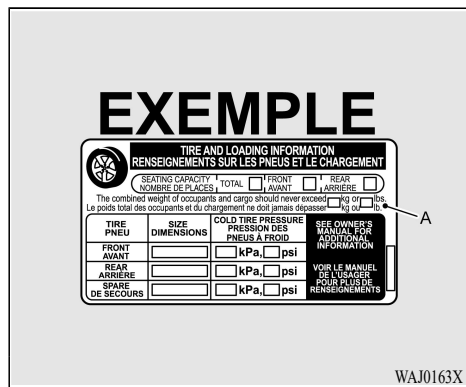 EXEMPLE
TIRE AND LOADING INFORMATION
RENSEIGNEMENTS SUR LES PNEUS ET LE CHARGEMENT
SEATING CAPACITY
NOMBRE DE PLACES
TOTAL
FRONT
AVANT
REAR
ARRIÈRE
The combined weight of occupants and cargo should never exceed kg or lbs.
Le poids total des occupants et du chargement ne doit jamais dépasser kg ou lb.
A
TIRE
PNEU
SIZE
DIMENSIONS
COLD TIRE PRESSURE
PRESSION DES
PNEUS À FROID
SEE OWNER'S
MANUAL FOR
ADDITIONAL
INFORMATION
FRONT
AVANT
kPa, psi
REAR
ARRIÈRE
kPa, psi
SPARE
DE SECOURS
kPa, psi
VOIR LE MANUEL
DE L'USAGER
POUR PLUS DE
RENSEIGNEMENTS
WAJ0163X